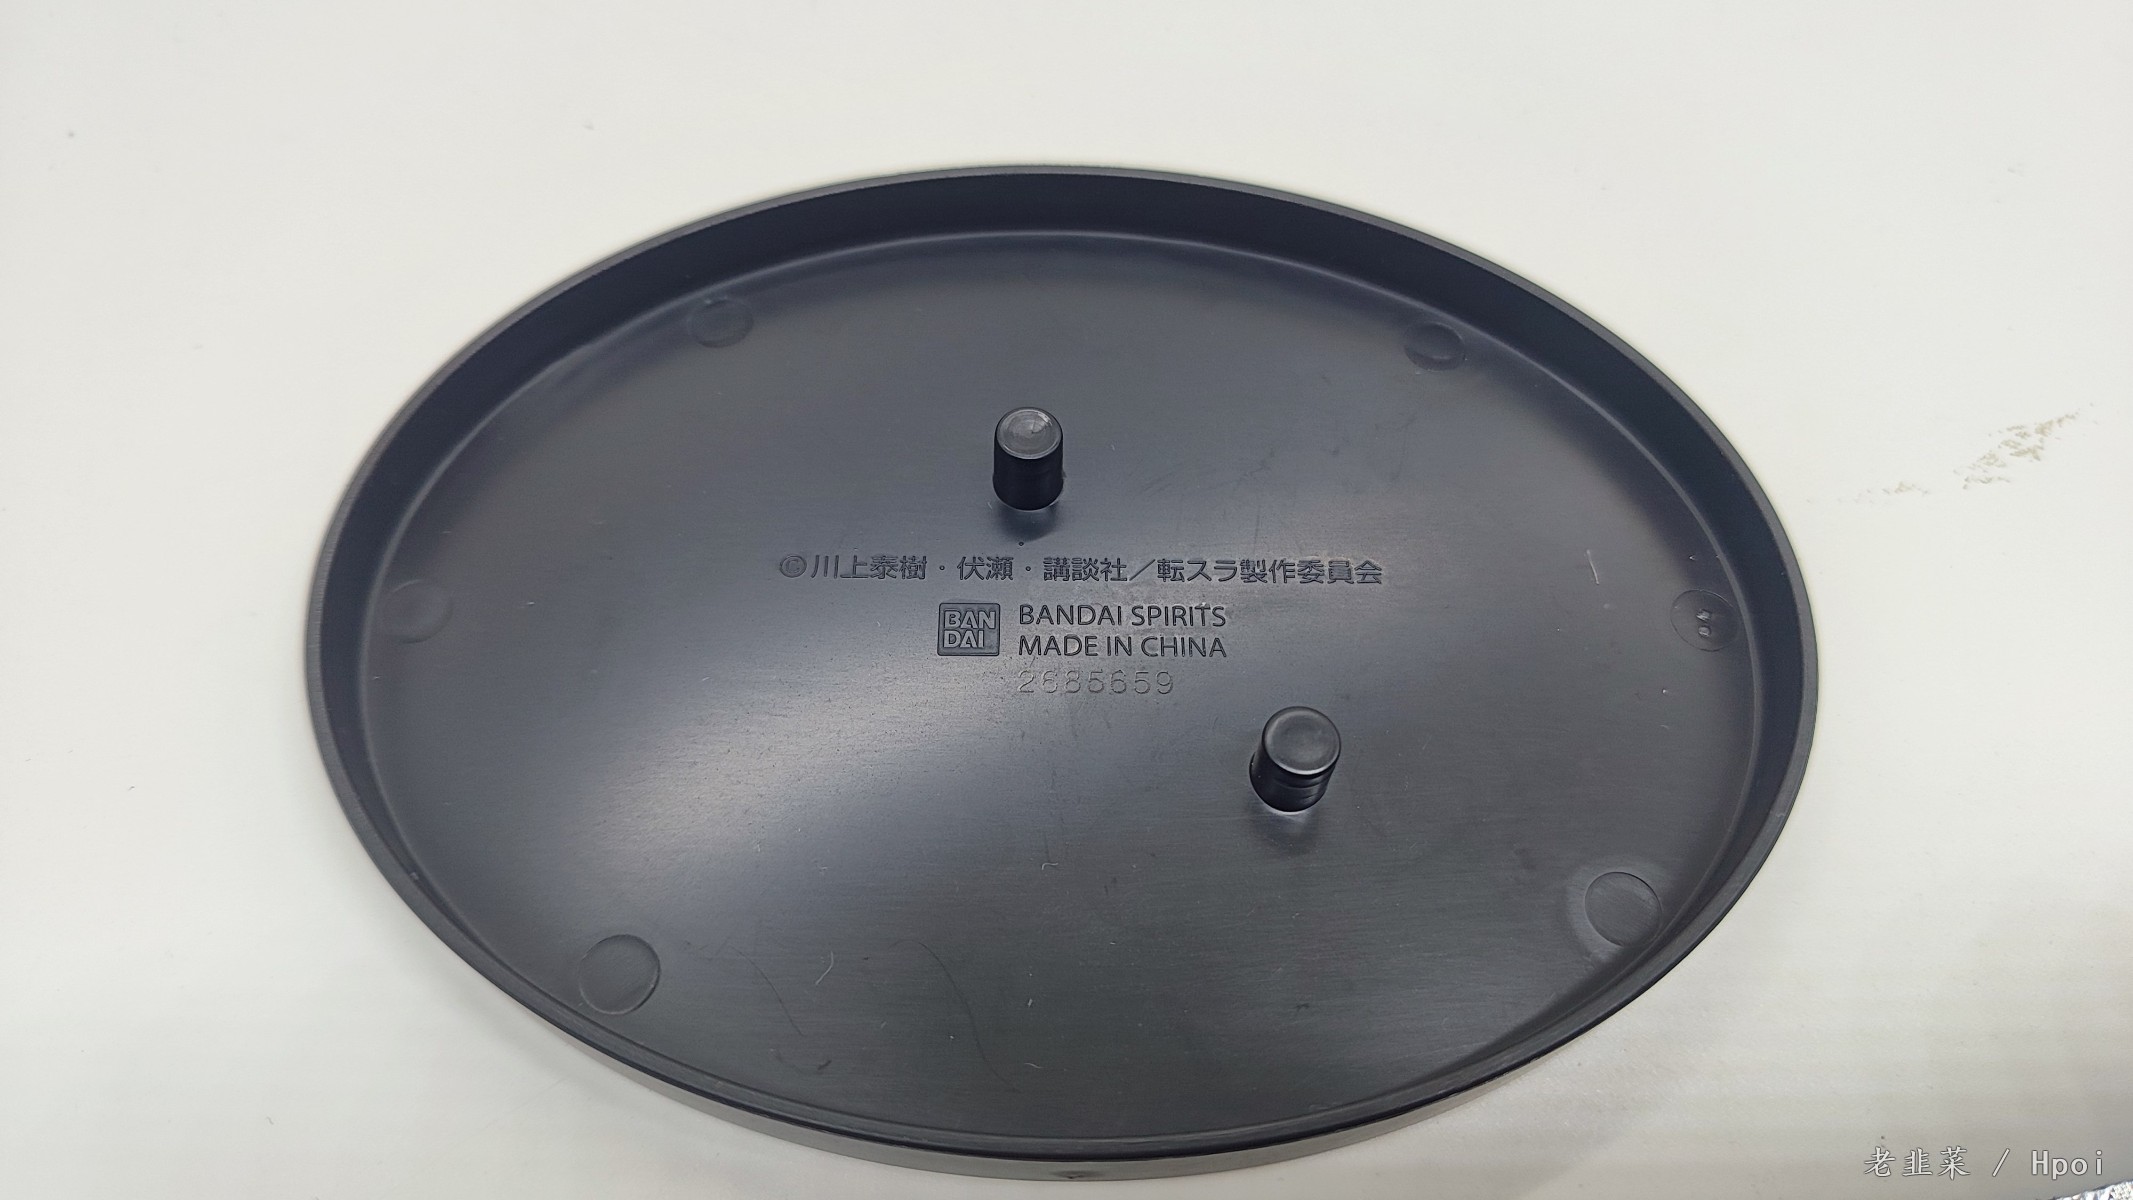 ©川上泰樹・伏瀬・講談社／転スラ製作委員会
BAN
DAI
BANDAI SPIRITS
MADE IN CHINA
2685659
老韭菜 / Hpoi